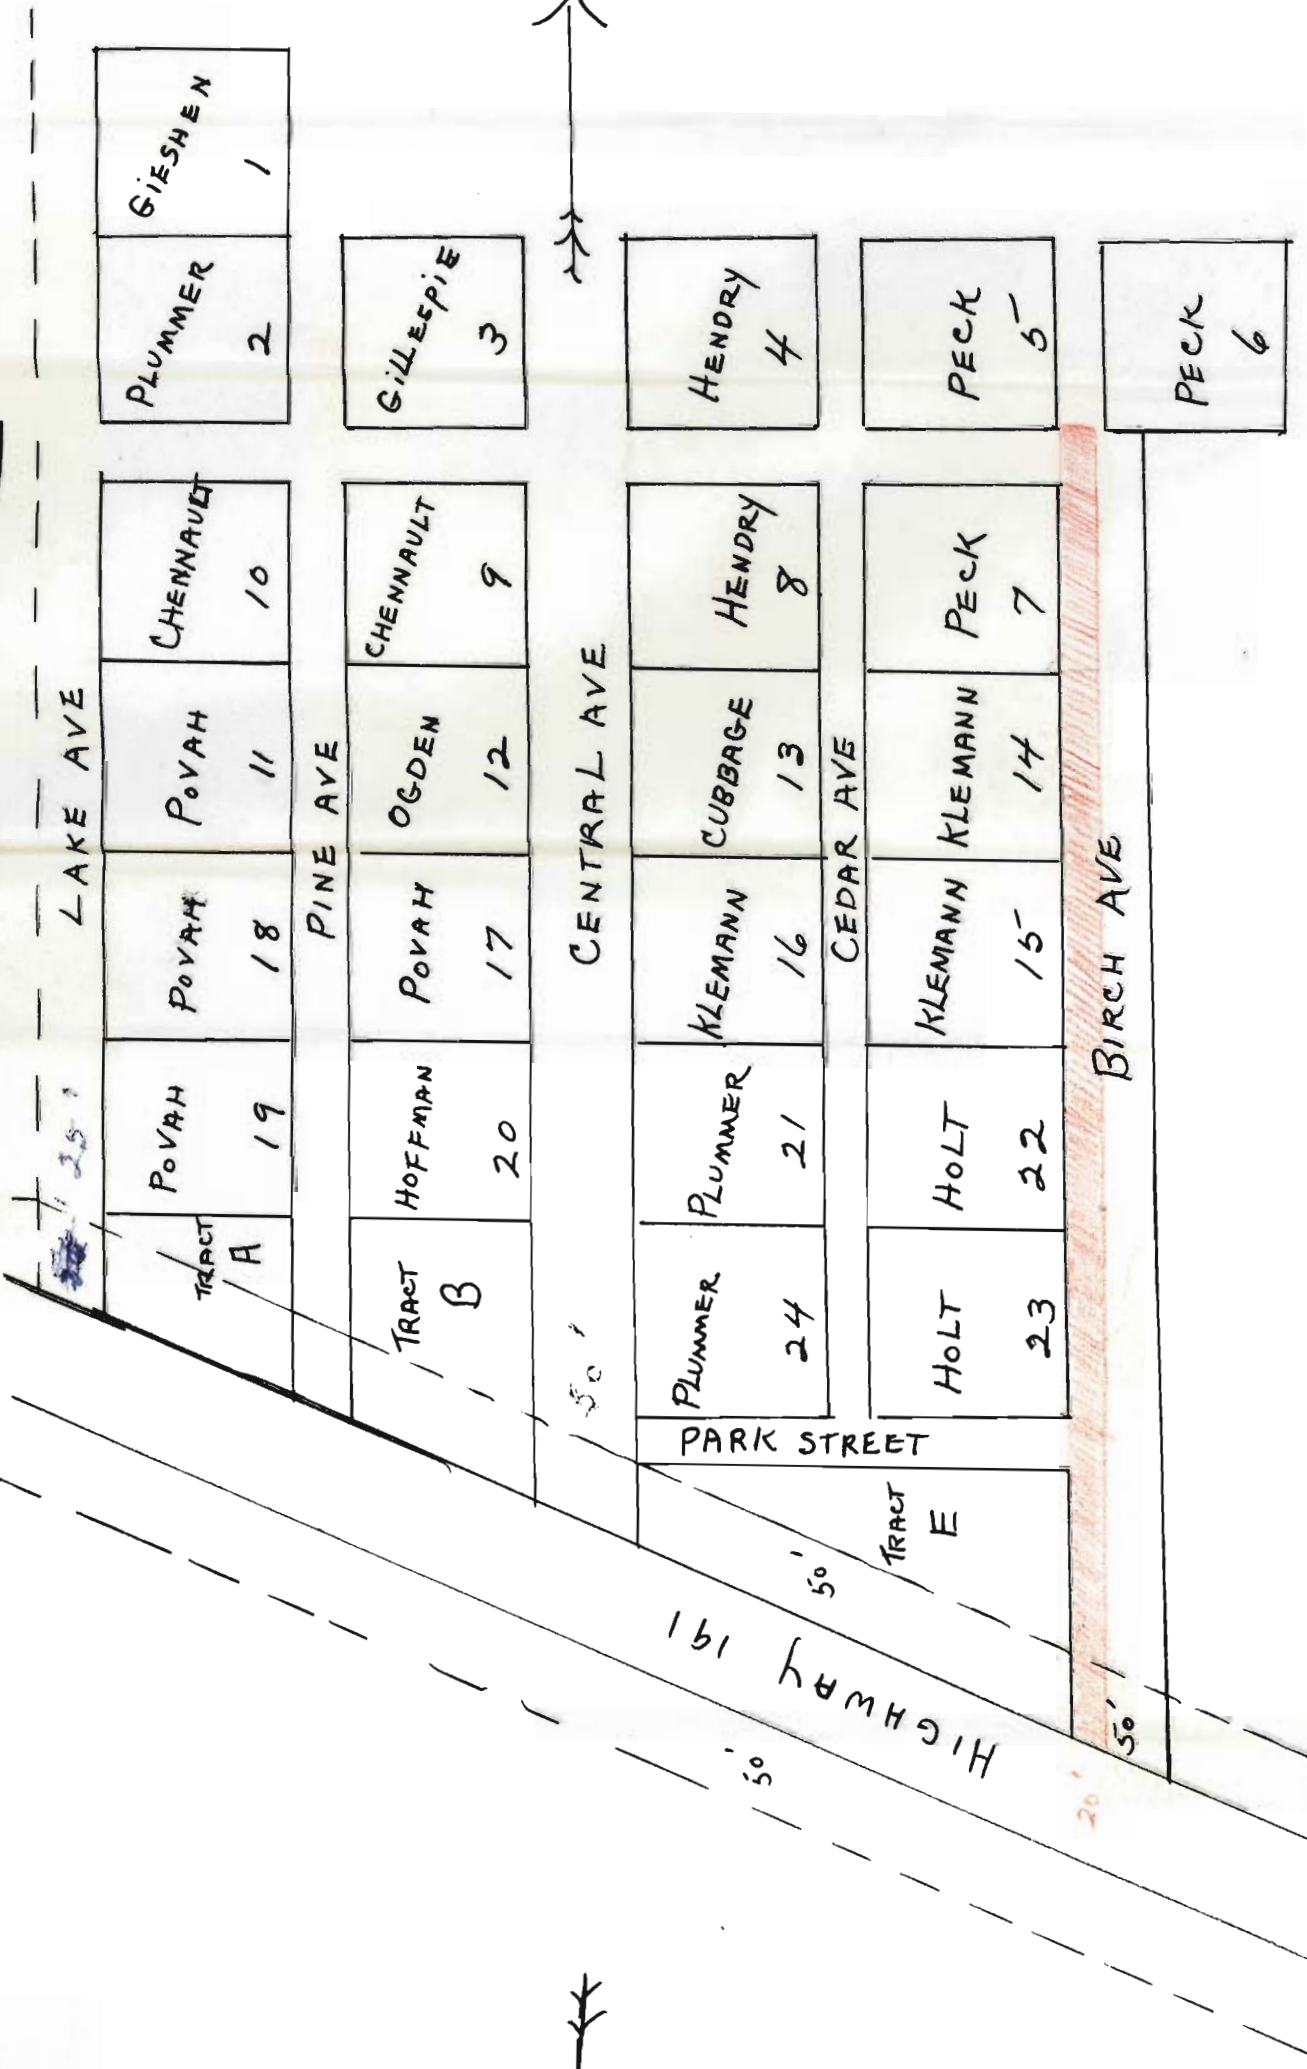 LAKE AVE
GIESHEN
1
PLUMMER
2
CHENNAULT
10
POVAH
11
POVAH
18
POVAH
19
TRACT
A
25'
PINE AVE
GILLESPIE
3
CHENNAULT
9
OGDEN
12
POVAH
17
HOFFMAN
20
TRACT
B
CENTRAL AVE
50'
HENDRY
4
HENDRY
8
CUBBAGE
13
KLEMANN
16
PLUMMER
21
PLUMMER
24
CEDAR AVE
PECK
5
PECK
7
KLEMANN
14
KLEMANN
15
HOLT
22
HOLT
23
PARK STREET
TRACT
E
BIRCH AVE
PECK
6
50'
HIGHWAY 191
50'
50'
20'